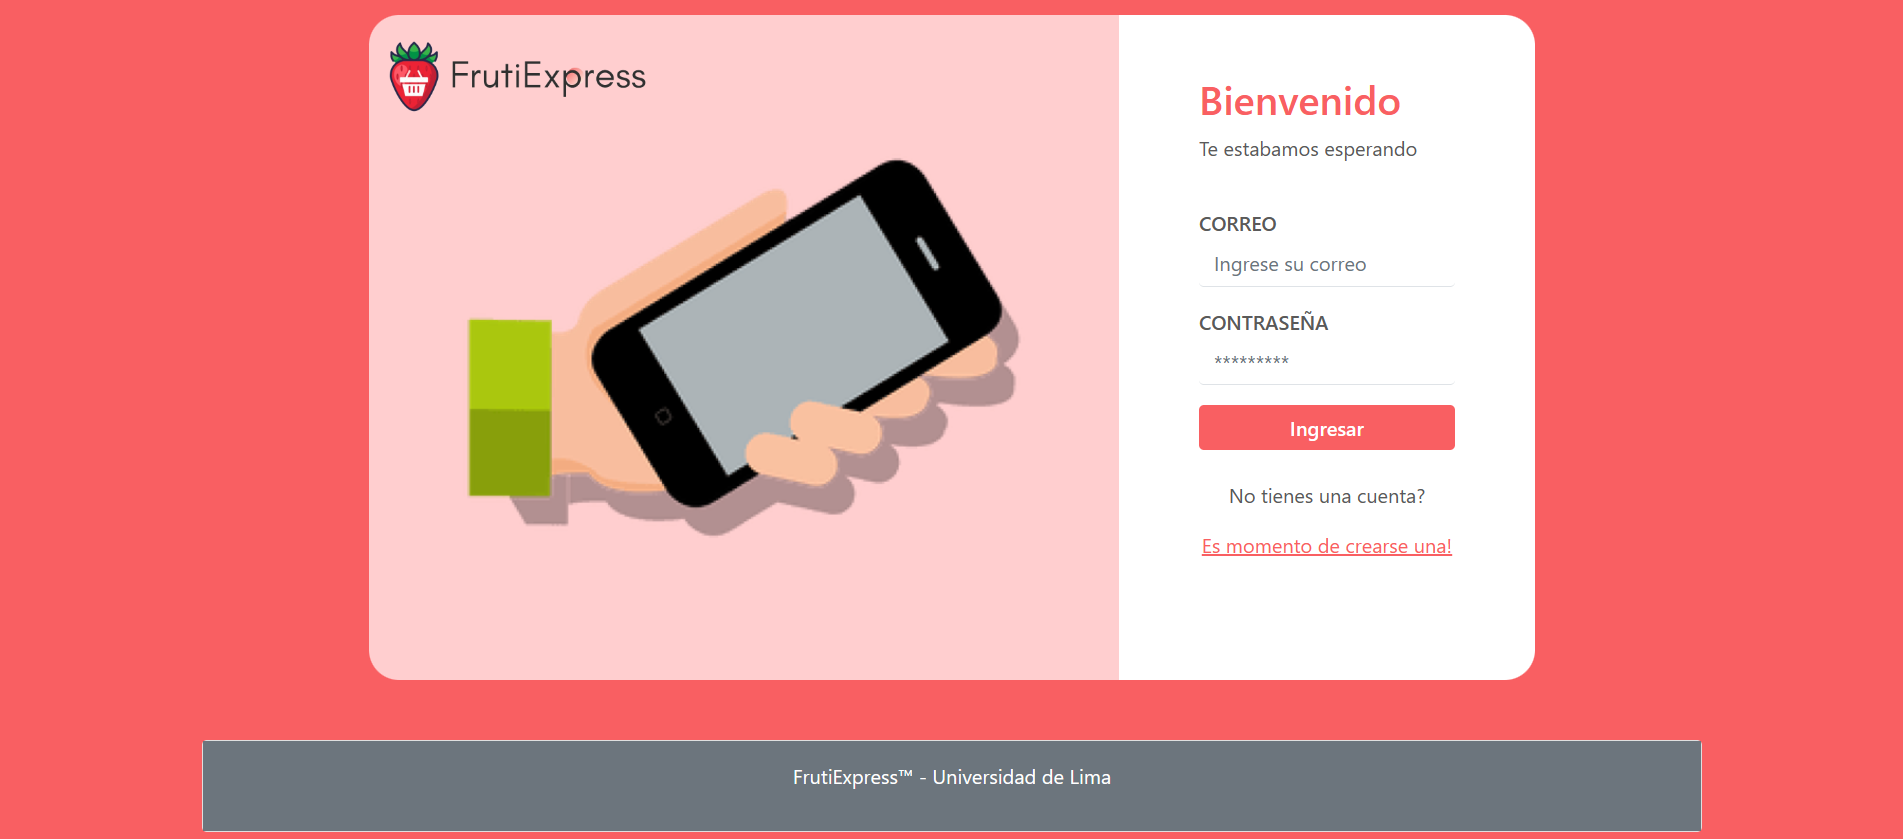 FrutiExpress
Bienvenido
Te estabamos esperando
CORREO
Ingrese su correo
CONTRASEÑA
*********
Ingresar
No tienes una cuenta?
Es momento de crearse una!
FrutiExpress™ - Universidad de Lima